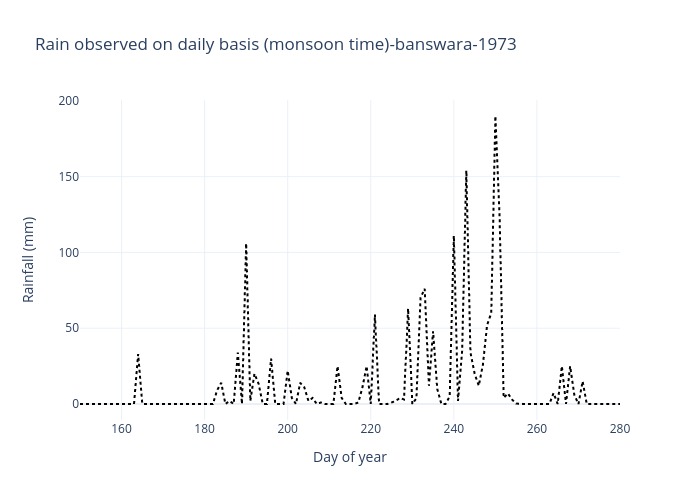 Rain observed on daily basis (monsoon time)-banswara-1973
Rainfall (mm)
200
150
100
50
0
160 180 200 220 240 260 280
Day of year